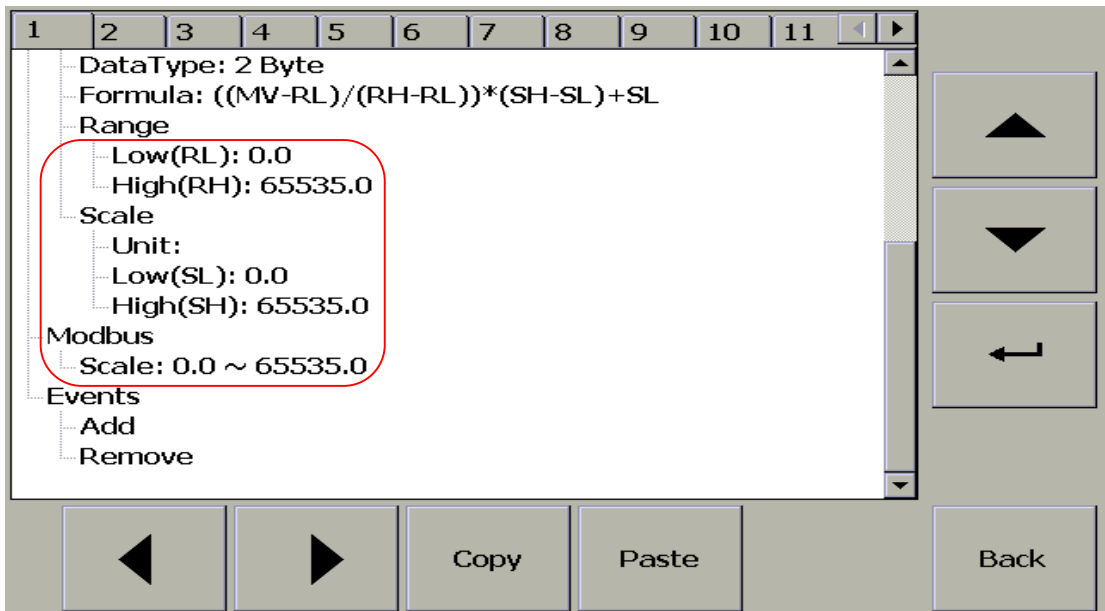 1 2 3 4 5 6 7 8 9 10 11
DataType: 2 Byte
Formula: ((MV-RL)/(RH-RL))*(SH-SL)+SL
Range
Low(RL): 0.0
High(RH): 65535.0
Scale
Unit:
Low(SL): 0.0
High(SH): 65535.0
Modbus
Scale: 0.0 ~ 65535.0
Events
Add
Remove
Copy Paste Back